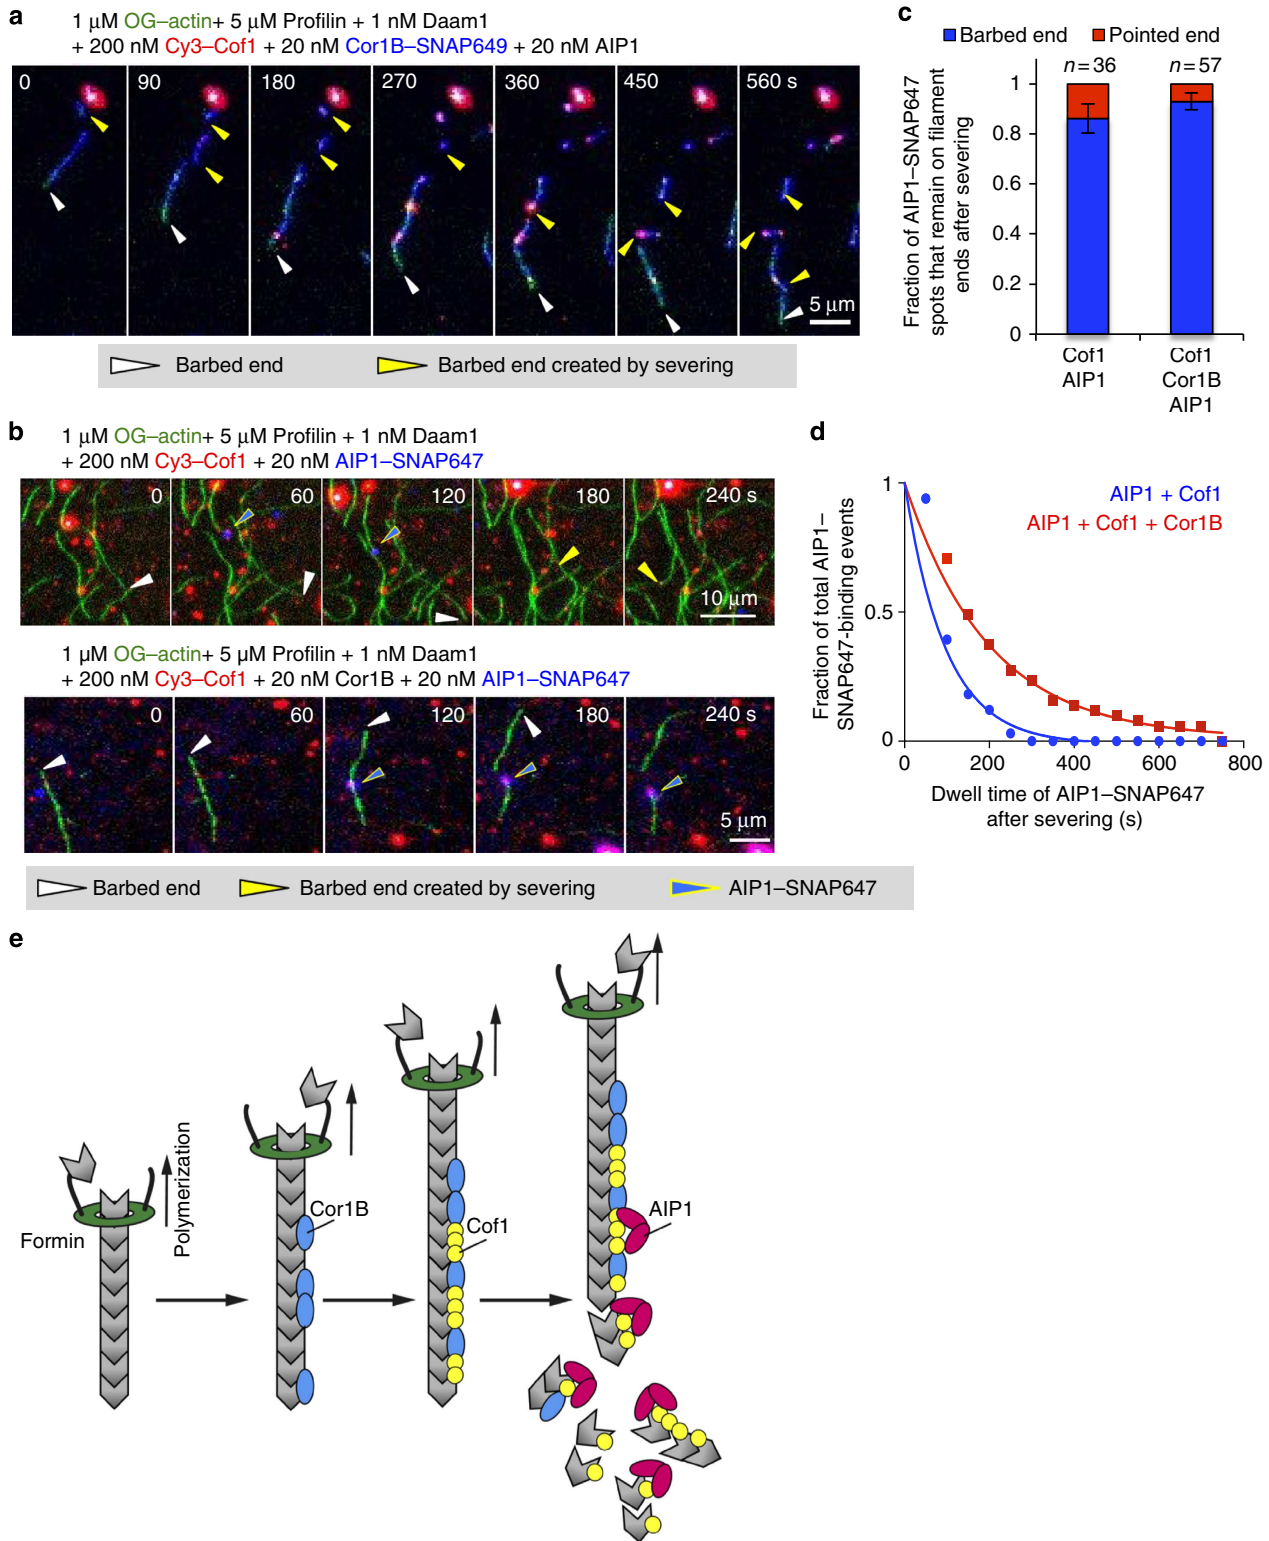 a
1 μM OG–actin+ 5 μM Profilin + 1 nM Daam1
+ 200 nM Cy3–Cof1 + 20 nM Cor1B–SNAP649 + 20 nM AIP1
0
90
180
270
360
450
560 s
5 μm
Barbed end
Barbed end created by severing
b
1 μM OG–actin+ 5 μM Profilin + 1 nM Daam1
+ 200 nM Cy3–Cof1 + 20 nM AIP1–SNAP647
0
60
120
180
240 s
10 μm
1 μM OG–actin+ 5 μM Profilin + 1 nM Daam1
+ 200 nM Cy3–Cof1 + 20 nM Cor1B + 20 nM AIP1–SNAP647
0
60
120
180
240 s
5 μm
Barbed end
Barbed end created by severing
AIP1–SNAP647
c
Barbed end
Pointed end
n=36
n=57
Fraction of AIP1–SNAP647
spots that remain on filament
ends after severing
1
0.8
0.6
0.4
0.2
0
Cof1
AIP1
Cof1
Cor1B
AIP1
d
AIP1 + Cof1
AIP1 + Cof1 + Cor1B
Fraction of total AIP1–
SNAP647-binding events
1
0.5
0
0
200
400
600
800
Dwell time of AIP1–SNAP647
after severing (s)
e
Formin
Polymerization
Cor1B
Cof1
AIP1